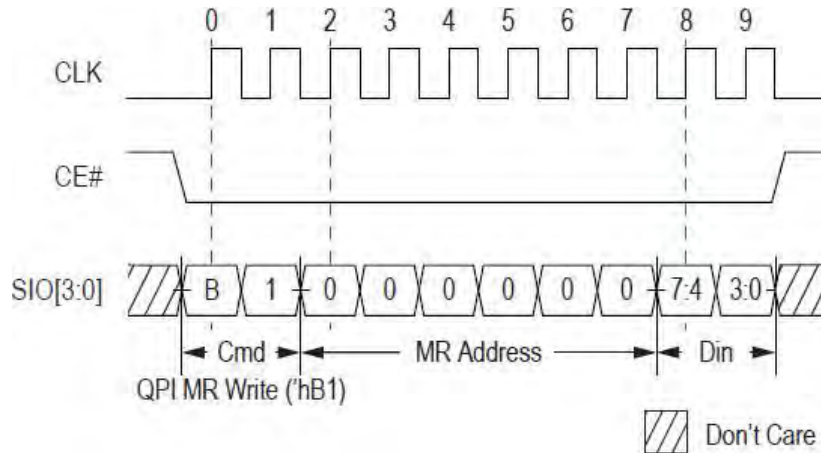 0 1 2 3 4 5 6 7 8 9
CLK
CE#
SIO[3:0] B 1 0 0 0 0 0 0 7:4 3:0
Cmd MR Address Din
QPI MR Write ('hB1)
Don't Care